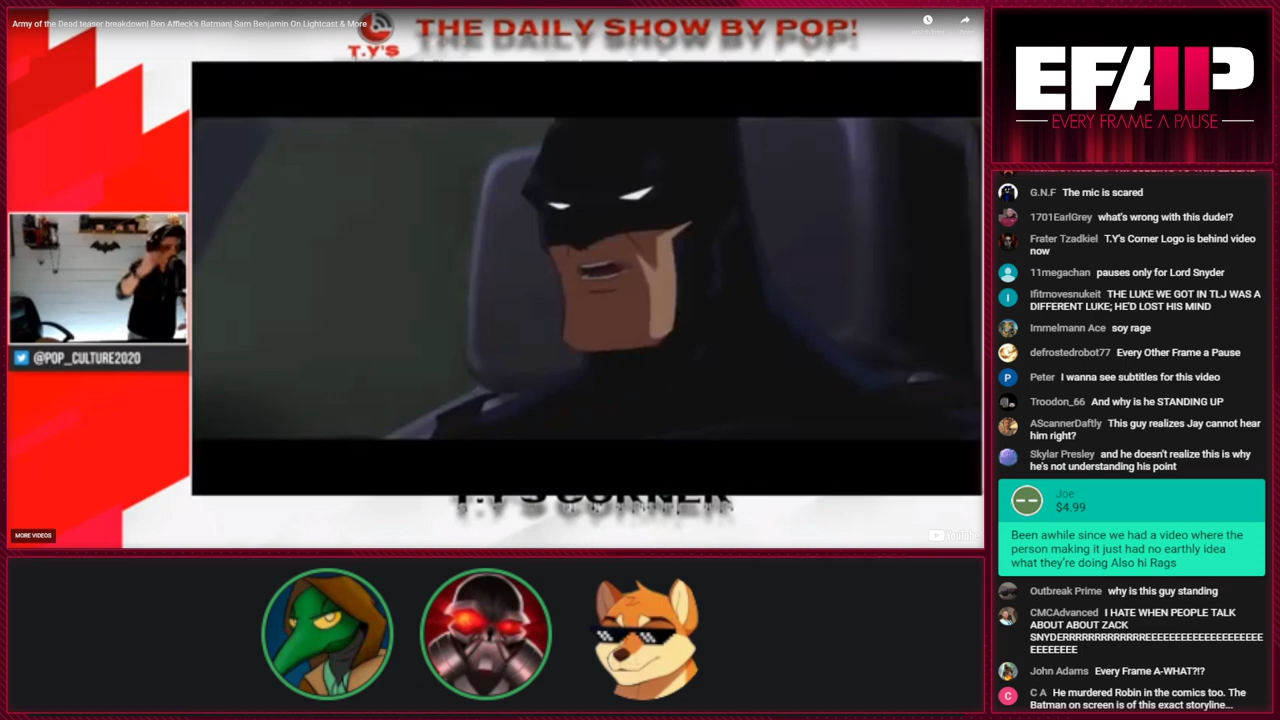 Army of the Dead teaser breakdown| Ben Affleck's Batman| Sam Benjamin On Lightcast & More
T.Y'S
THE DAILY SHOW BY POP!
@POP_CULTURE2020
T.Y'S CORNER
MORE VIDEOS
YouTube
EFAP
EVERY FRAME A PAUSE
G.N.F The mic is scared
1701EarlGrey what's wrong with this dude!?
Frater Tzadkiel T.Y's Corner Logo is behind video
now
11megachan pauses only for Lord Snyder
Ifitmovesnukeit THE LUKE WE GOT IN TLJ WAS A
DIFFERENT LUKE; HE'D LOST HIS MIND
Immelmann Ace soy rage
defrostedrobot77 Every Other Frame a Pause
Peter I wanna see subtitles for this video
Troodon_66 And why is he STANDING UP
AScannerDaftly This guy realizes Jay cannot hear
him right?
Skylar Presley and he doesn't realize this is why
he's not understanding his point
Joe
$4.99
Been awhile since we had a video where the
person making it just had no earthly idea
what they're doing Also hi Rags
Outbreak Prime why is this guy standing
CMCAdvanced I HATE WHEN PEOPLE TALK
ABOUT ABOUT ZACK
SNYDERRRRRRRRRRRRREEEEEEEEEEEEEEEEEEE
EEEEEEEE
John Adams Every Frame A-WHAT?!?
C A He murdered Robin in the comics too. The
Batman on screen is of this exact storyline...